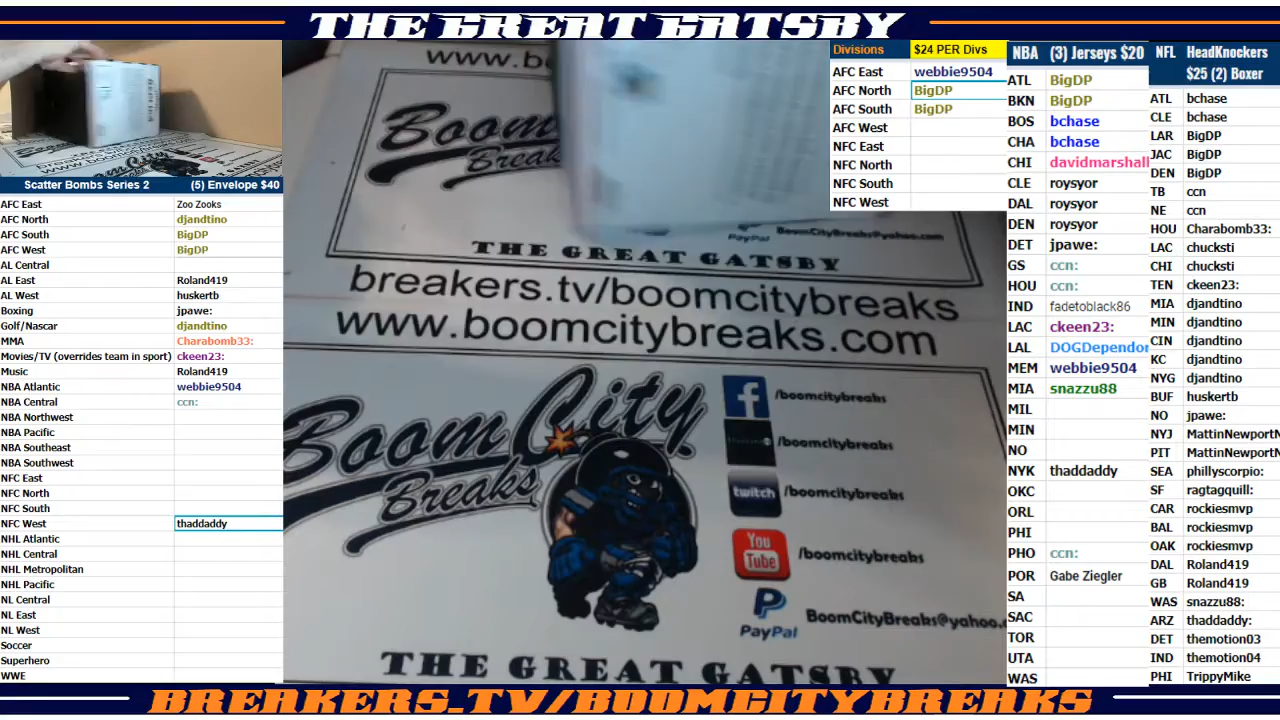 THE GREAT GATSBY
Scatter Bombs Series 2 (5) Envelope $40
AFC East Zoo Zooks
AFC North djandtino
AFC South BigDP
AFC West BigDP
AL Central
AL East Roland419
AL West huskertb
Boxing jpawe:
Golf/Nascar djandtino
MMA Charabomb33:
Movies/TV (overrides team in sport) ckeen23:
Music Roland419
NBA Atlantic webbie9504
NBA Central ccn:
NBA Northwest
NBA Pacific
NBA Southeast
NBA Southwest
NFC East
NFC North
NFC South
NFC West thaddaddy
NHL Atlantic
NHL Central
NHL Metropolitan
NHL Pacific
NL Central
NL East
NL West
Soccer
Superhero
WWE
www.bo
Boom
Break
PayPal BoomCityBreaks@yahoo.com
THE GREAT GATSBY
breakers.tv/boomcitybreaks
www.boomcitybreaks.com
Boom City
Breaks
/boomcitybreaks
/boomcitybreaks
twitch /boomcitybreaks
You Tube /boomcitybreaks
PayPal BoomCityBreaks@yahoo.
THE GREAT GATSBY
Divisions $24 PER Divs
AFC East webbie9504
AFC North BigDP
AFC South BigDP
AFC West
NFC East
NFC North
NFC South
NFC West
NBA (3) Jerseys $20
ATL BigDP
BKN BigDP
BOS bchase
CHA bchase
CHI davidmarshall
CLE roysyor
DAL roysyor
DEN roysyor
DET jpawe:
GS ccn:
HOU ccn:
IND fadetoblack86
LAC ckeen23:
LAL DOGDependor
MEM webbie9504
MIA snazzu88
MIL
MIN
NO
NYK thaddaddy
OKC
ORL
PHI
PHO ccn:
POR Gabe Ziegler
SA
SAC
TOR
UTA
WAS
NFL HeadKnockers
$25 (2) Boxer
ATL bchase
CLE bchase
LAR BigDP
JAC BigDP
DEN BigDP
TB ccn
NE ccn
HOU Charabomb33:
LAC chucksti
CHI chucksti
TEN ckeen23:
MIA djandtino
MIN djandtino
CIN djandtino
KC djandtino
NYG djandtino
BUF huskertb
NO jpawe:
NYJ MattinNewportN
PIT MattinNewportN
SEA phillyscorpio:
SF ragtagquill:
CAR rockiesmvp
BAL rockiesmvp
OAK rockiesmvp
DAL Roland419
GB Roland419
WAS snazzu88:
ARZ thaddaddy:
DET themotion03
IND themotion04
PHI TrippyMike
BREAKERS.TV/BOOMCITYBREAKS